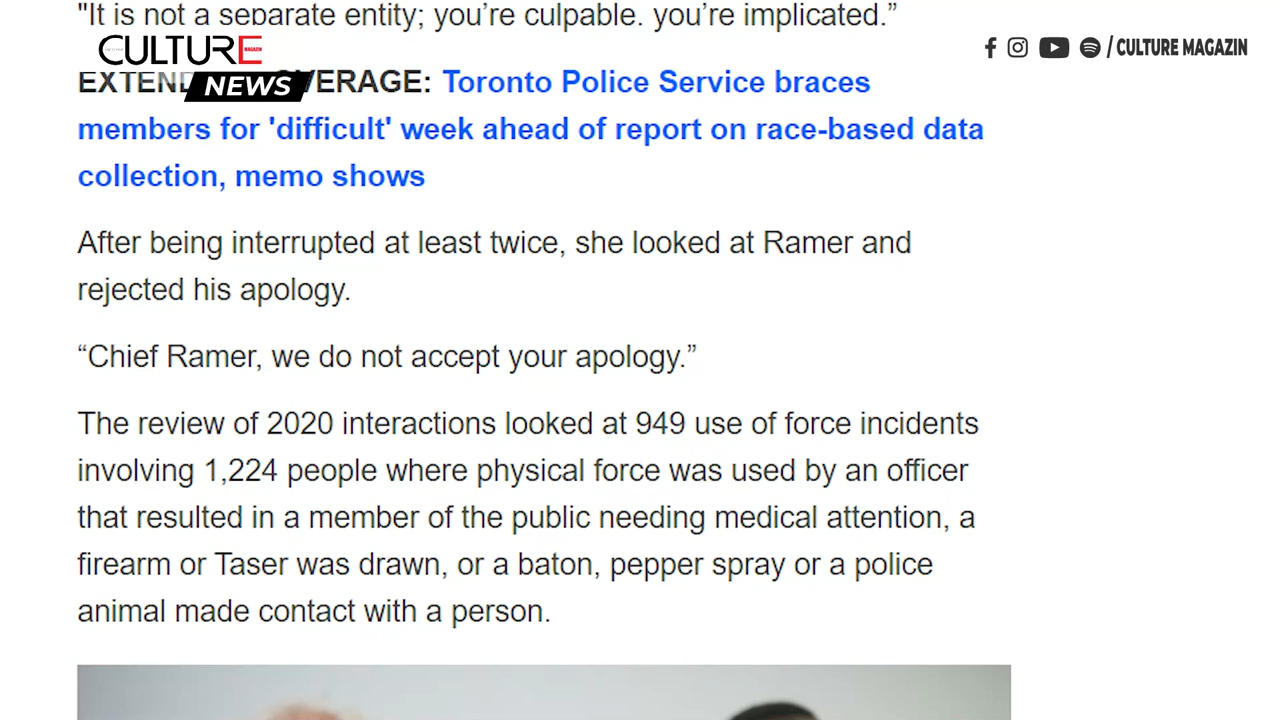 "It is not a separate entity; you’re culpable. you’re implicated.”
CULTURE
MAGAZIN
/ CULTURE MAGAZIN
NEWS
VERAGE: Toronto Police Service braces
members for 'difficult' week ahead of report on race-based data
collection, memo shows
After being interrupted at least twice, she looked at Ramer and
rejected his apology.
“Chief Ramer, we do not accept your apology.”
The review of 2020 interactions looked at 949 use of force incidents
involving 1,224 people where physical force was used by an officer
that resulted in a member of the public needing medical attention, a
firearm or Taser was drawn, or a baton, pepper spray or a police
animal made contact with a person.